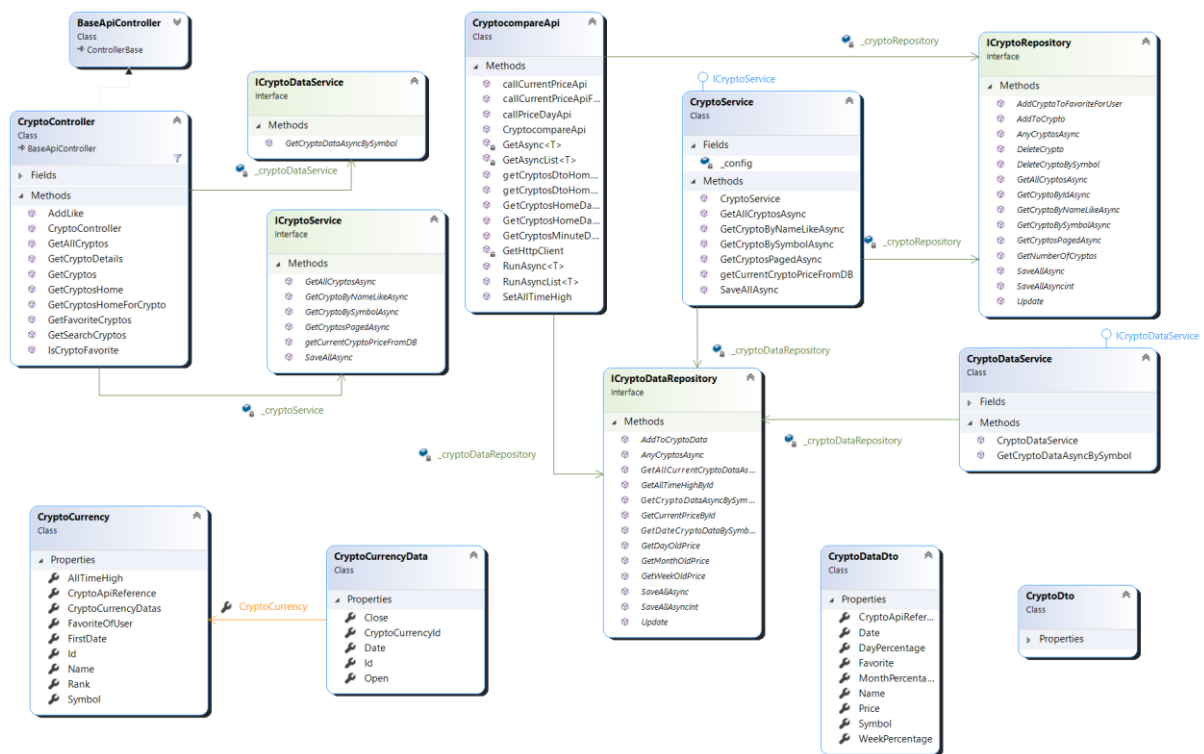 BaseApiController
Class
ControllerBase
CryptoController
Class
BaseApiController
Fields
Methods
AddLike
CryptoController
GetAllCryptos
GetCryptoDetails
GetCryptos
GetCryptosHome
GetCryptosHomeForCrypto
GetFavoriteCryptos
GetSearchCryptos
IsCryptoFavorite
ICryptoDataService
Interface
Methods
GetCryptoDataAsyncBySymbol
_cryptoDataService
ICryptoService
Interface
Methods
GetAllCryptosAsync
GetCryptoByNameLikeAsync
GetCryptoBySymbolAsync
GetCryptosPagedAsync
getCurrentCryptoPriceFromDB
SaveAllAsync
_cryptoService
CryptocompareApi
Class
Methods
callCurrentPriceApi
callCurrentPriceApiF...
callPriceDayApi
CryptocompareApi
GetAsync<T>
GetAsyncList<T>
getCryptosDtoHom...
getCryptosDtoHom...
GetCryptosHomeDa...
GetCryptosHomeDa...
GetCryptosMinuteD...
GetHttpClient
RunAsync<T>
RunAsyncList<T>
SetAllTimeHigh
_cryptoRepository
ICryptoService
CryptoService
Class
Fields
_config
Methods
CryptoService
GetAllCryptosAsync
GetCryptoByNameLikeAsync
GetCryptoBySymbolAsync
GetCryptosPagedAsync
getCurrentCryptoPriceFromDB
SaveAllAsync
_cryptoRepository
ICryptoRepository
Interface
Methods
AddCryptoToFavoriteForUser
AddToCrypto
AnyCryptosAsync
DeleteCrypto
DeleteCryptoBySymbol
GetAllCryptosAsync
GetCryptoByIdAsync
GetCryptoByNameLikeAsync
GetCryptoBySymbolAsync
GetCryptosPagedAsync
GetNumberOfCryptos
SaveAllAsync
SaveAllAsyncint
Update
_cryptoDataRepository
ICryptoDataService
CryptoDataService
Class
Fields
Methods
CryptoDataService
GetCryptoDataAsyncBySymbol
_cryptoDataRepository
_cryptoDataRepository
ICryptoDataRepository
Interface
Methods
AddToCryptoData
AnyCryptosAsync
GetAllCurrentCryptoDataAs...
GetAllTimeHighById
GetCryptoDataAsyncBySym...
GetCurrentPriceById
GetDateCryptoDataBySymb...
GetDayOldPrice
GetMonthOldPrice
GetWeekOldPrice
SaveAllAsync
SaveAllAsyncInt
Update
CryptoCurrency
Class
Properties
AllTimeHigh
CryptoApiReference
CryptoCurrencyDatas
FavoriteOfUser
FirstDate
Id
Name
Rank
Symbol
CryptoCurrency
CryptoCurrencyData
Class
Properties
Close
CryptoCurrencyId
Date
Id
Open
CryptoDataDto
Class
Properties
CryptoApiRefer...
Date
DayPercentage
Favorite
MonthPercenta...
Name
Price
Symbol
WeekPercentage
CryptoDto
Class
Properties